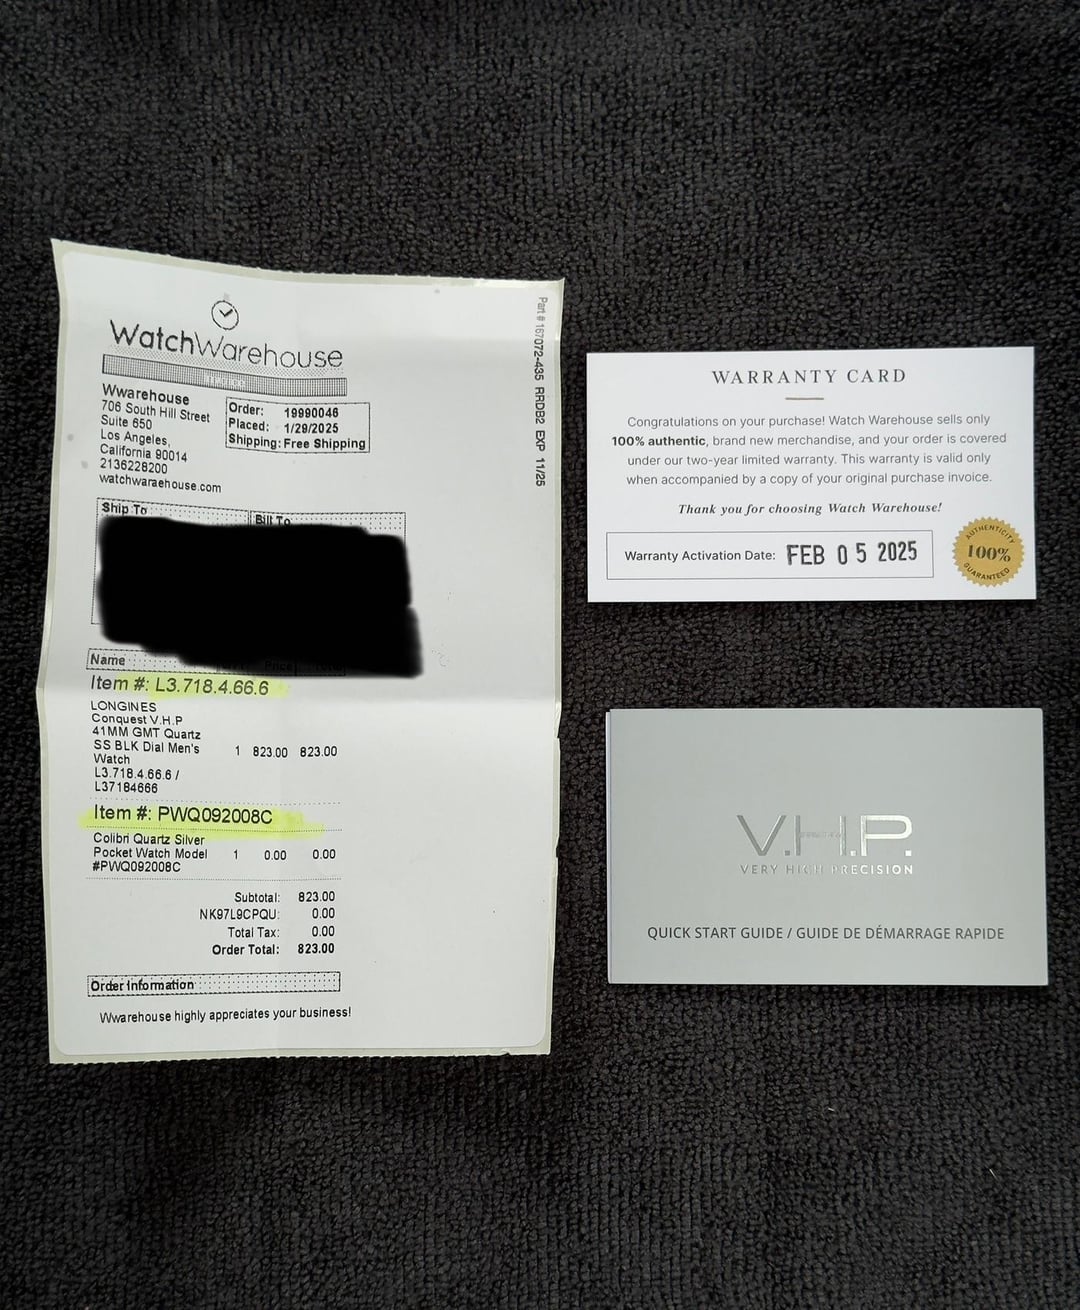 WatchWarehouse
Wwarehouse
706 South Hill Street
Suite 650
Los Angeles,
California 90014
2136228200
watchwaraehouse.com
Order: 19990046
Placed: 1/29/2025
Shipping: Free Shipping
Part # 167072-435 RRDB2 EXP 11/25
Ship To
Bill To
Name
Price
Item #: L3.718.4.66.6
LONGINES
Conquest V.H.P
41MM GMT Quartz
SS BLK Dial Men's 1 823.00 823.00
Watch
L3.718.4.66.6 /
L37184666
Item #: PWQ092008C
Colibri Quartz Silver
Pocket Watch Model 1 0.00 0.00
#PWQ092008C
Subtotal: 823.00
NK97L9CPQU: 0.00
Total Tax: 0.00
Order Total: 823.00
Order Information
Wwarehouse highly appreciates your business!
WARRANTY CARD
Congratulations on your purchase! Watch Warehouse sells only
100% authentic, brand new merchandise, and your order is covered
under our two-year limited warranty. This warranty is valid only
when accompanied by a copy of your original purchase invoice.
Thank you for choosing Watch Warehouse!
Warranty Activation Date: FEB 05 2025
AUTHENTICITY
100%
GUARANTEED
V.H.P.
VERY HIGH PRECISION
QUICK START GUIDE / GUIDE DE DÉMARRAGE RAPIDE